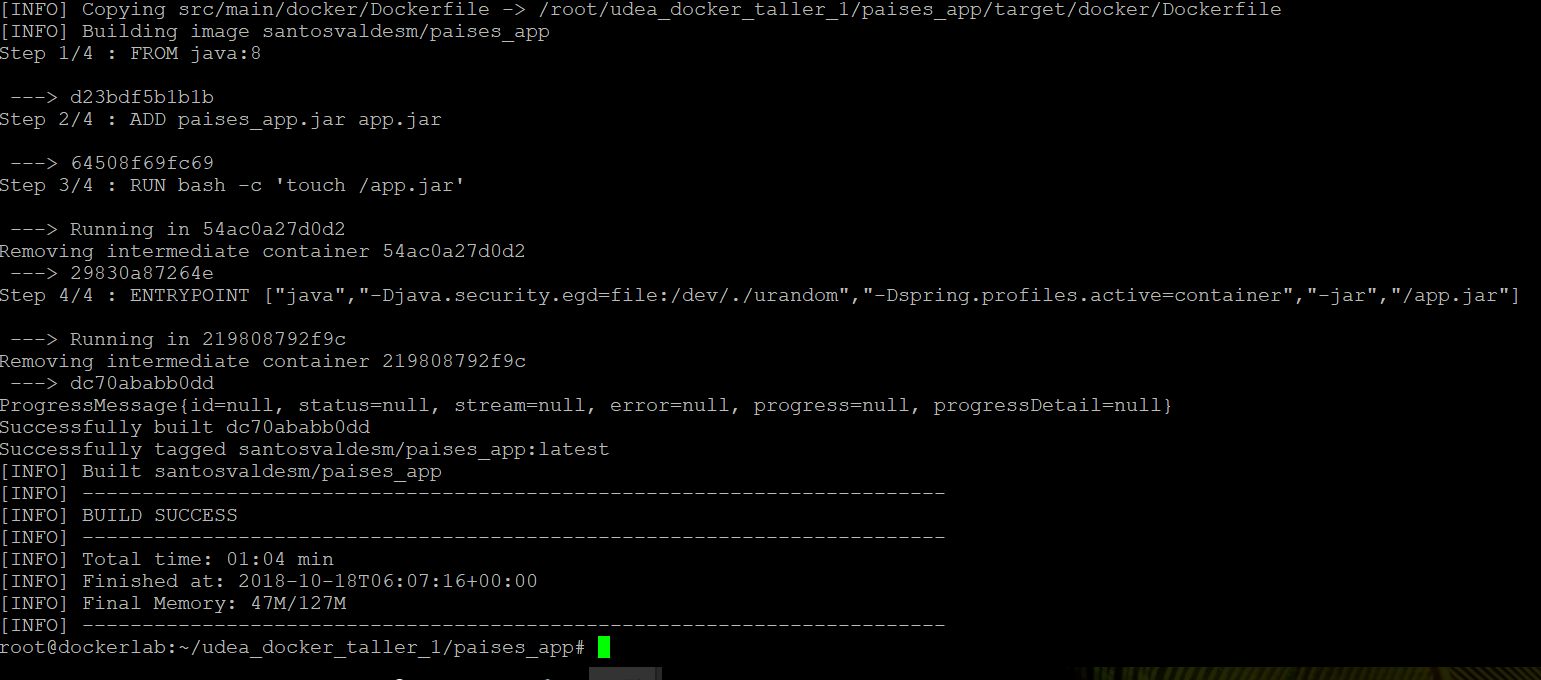 [INFO] Copying src/main/docker/Dockerfile -> /root/udea_docker_taller_1/paises_app/target/docker/Dockerfile
[INFO] Building image santosvaldesm/paises_app
Step 1/4 : FROM java:8
---> d23bdf5b1b1b
Step 2/4 : ADD paises_app.jar app.jar
---> 64508f69fc69
Step 3/4 : RUN bash -c 'touch /app.jar'
---> Running in 54ac0a27d0d2
Removing intermediate container 54ac0a27d0d2
---> 29830a87264e
Step 4/4 : ENTRYPOINT ["java","-Djava.security.egd=file:/dev/./urandom","-Dspring.profiles.active=container","-jar","/app.jar"]
---> Running in 219808792f9c
Removing intermediate container 219808792f9c
---> dc70ababb0dd
ProgressMessage{id=null, status=null, stream=null, error=null, progress=null, progressDetail=null}
Successfully built dc70ababb0dd
Successfully tagged santosvaldesm/paises_app:latest
[INFO] Built santosvaldesm/paises_app
[INFO] ------------------------------------------------------------------------
[INFO] BUILD SUCCESS
[INFO] ------------------------------------------------------------------------
[INFO] Total time: 01:04 min
[INFO] Finished at: 2018-10-18T06:07:16+00:00
[INFO] Final Memory: 47M/127M
[INFO] ------------------------------------------------------------------------
root@dockerlab:~/udea_docker_taller_1/paises_app#